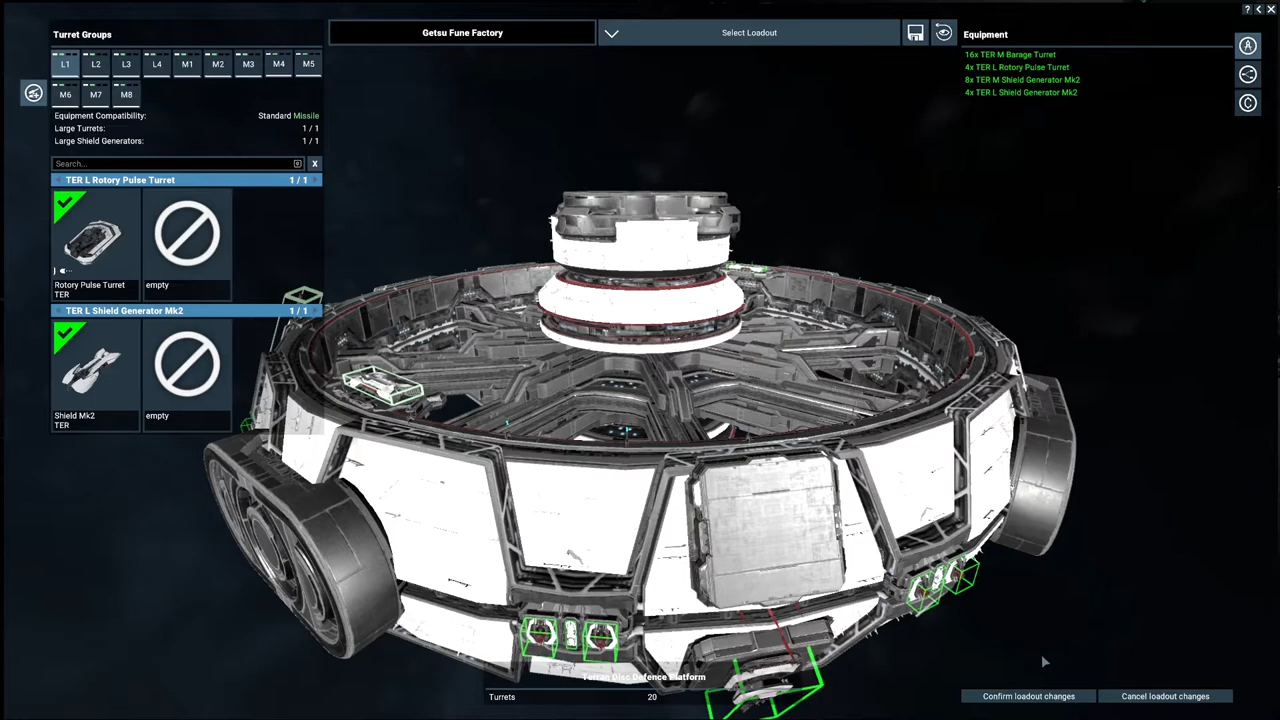 ? < X
Turret Groups
L1 L2 L3 L4 M1 M2 M3 M4 M5
M6 M7 M8
Equipment Compatibility: Standard Missile
Large Turrets: 1 / 1
Large Shield Generators: 1 / 1
Search... X
TER L Rotory Pulse Turret 1 / 1
Rotory Pulse Turret
TER
empty
TER L Shield Generator Mk2 1 / 1
Shield Mk2
TER
empty
Getsu Fune Factory
Select Loadout
Equipment
16x TER M Barage Turret
4x TER L Rotory Pulse Turret
8x TER M Shield Generator Mk2
4x TER L Shield Generator Mk2
A
C
Terran Disc Defence Platform
Turrets 20
Confirm loadout changes
Cancel loadout changes